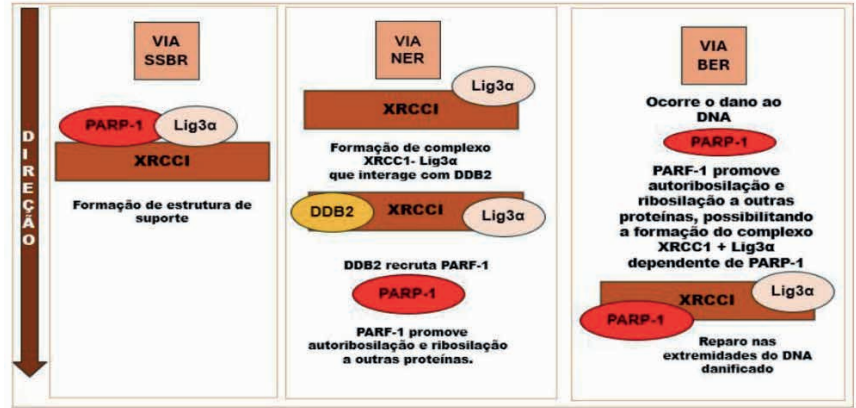 DIREÇÃO
VIA
SSBR
PARP-1
Lig3α
XRCCI
Formação de estrutura de
suporte
VIA
NER
Lig3α
XRCCI
Formação de complexo
XRCC1- Lig3α
que interage com DDB2
DDB2
XRCCI
Lig3α
DDB2 recruta PARF-1
PARP-1
PARF-1 promove
autoribosilação e ribosilação
a outras proteínas.
VIA
BER
Ocorre o dano ao
DNA
PARP-1
PARF-1 promove
autoribosilação e
ribosilação a outras
proteínas, possibilitando
a formação do complexo
XRCC1 + Lig3α
dependente de PARP-1
Lig3α
XRCCI
PARP-1
Reparo nas
extremidades do DNA
danificado